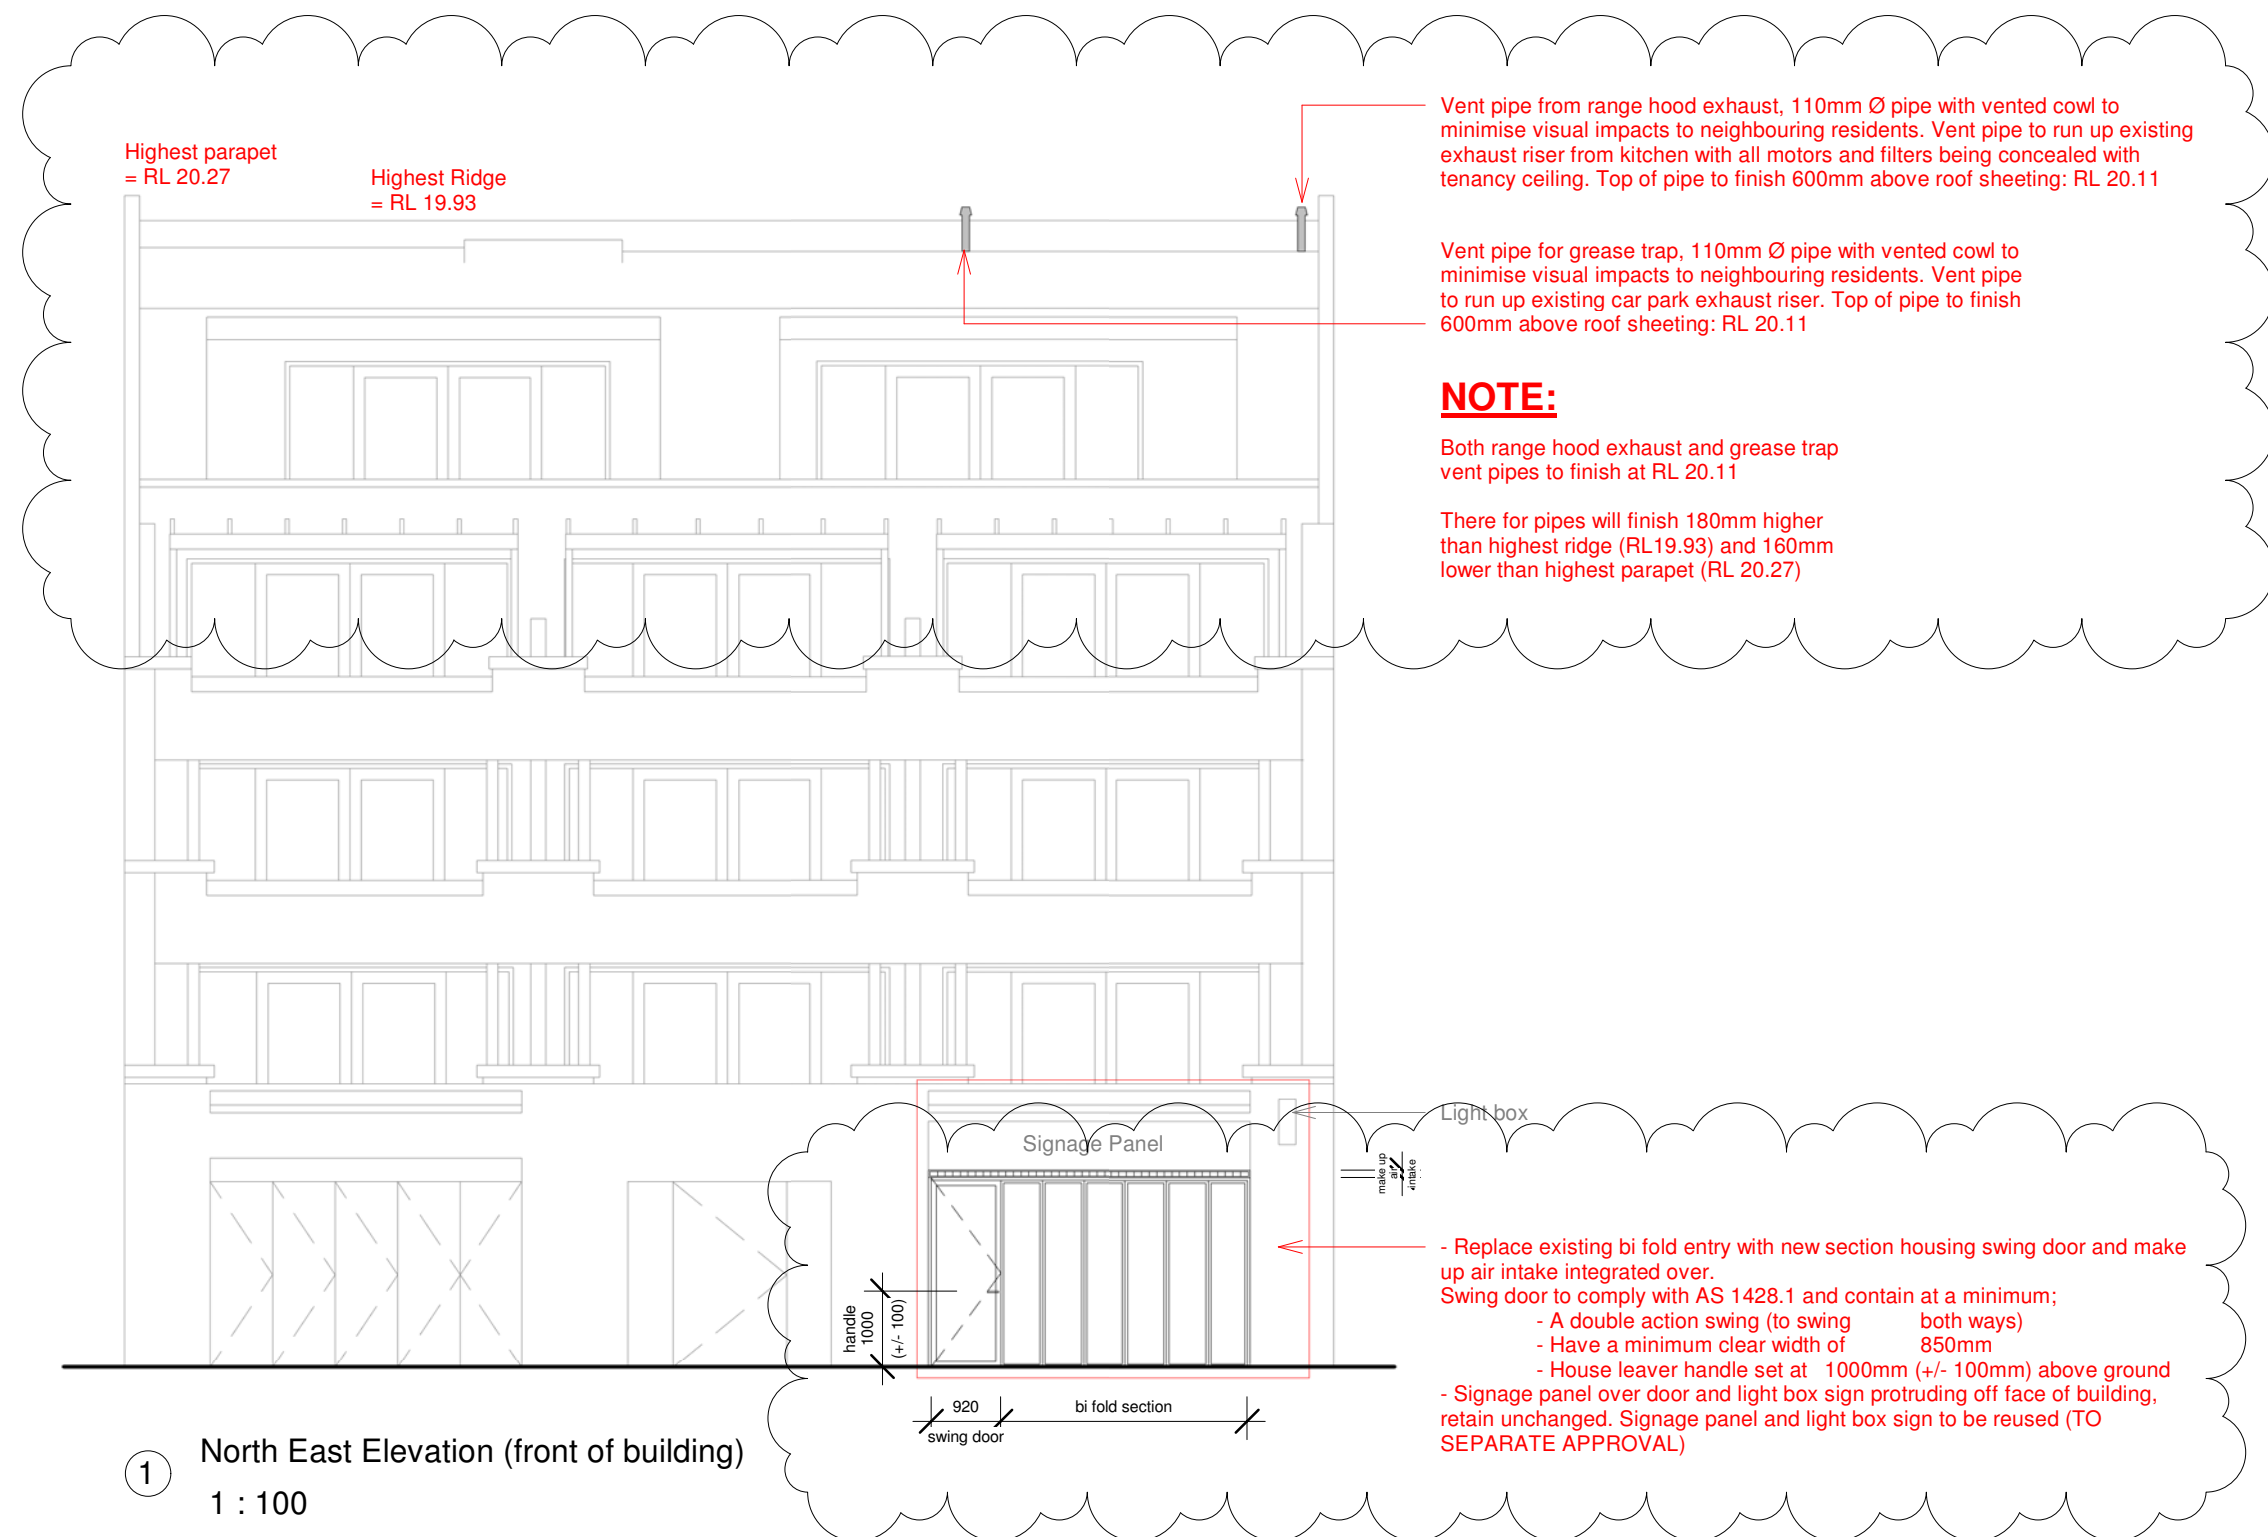 Vent pipe from range hood exhaust, 110mm Ø pipe with vented cowl to
minimise visual impacts to neighbouring residents. Vent pipe to run up existing
exhaust riser from kitchen with all motors and filters being concealed with
tenancy ceiling. Top of pipe to finish 600mm above roof sheeting: RL 20.11
Highest parapet
= RL 20.27
Highest Ridge
= RL 19.93
Vent pipe for grease trap, 110mm Ø pipe with vented cowl to
minimise visual impacts to neighbouring residents. Vent pipe
to run up existing car park exhaust riser. Top of pipe to finish
600mm above roof sheeting: RL 20.11
NOTE:
Both range hood exhaust and grease trap
vent pipes to finish at RL 20.11
There for pipes will finish 180mm higher
than highest ridge (RL19.93) and 160mm
lower than highest parapet (RL 20.27)
Light box
Signage Panel
make up
air
intake
- Replace existing bi fold entry with new section housing swing door and make
up air intake integrated over.
Swing door to comply with AS 1428.1 and contain at a minimum;
- A double action swing (to swing both ways)
- Have a minimum clear width of 850mm
- House leaver handle set at 1000mm (+/- 100mm) above ground
- Signage panel over door and light box sign protruding off face of building,
retain unchanged. Signage panel and light box sign to be reused (TO
SEPARATE APPROVAL)
handle
1000
(+/- 100)
920
bi fold section
swing door
1
North East Elevation (front of building)
1 : 100